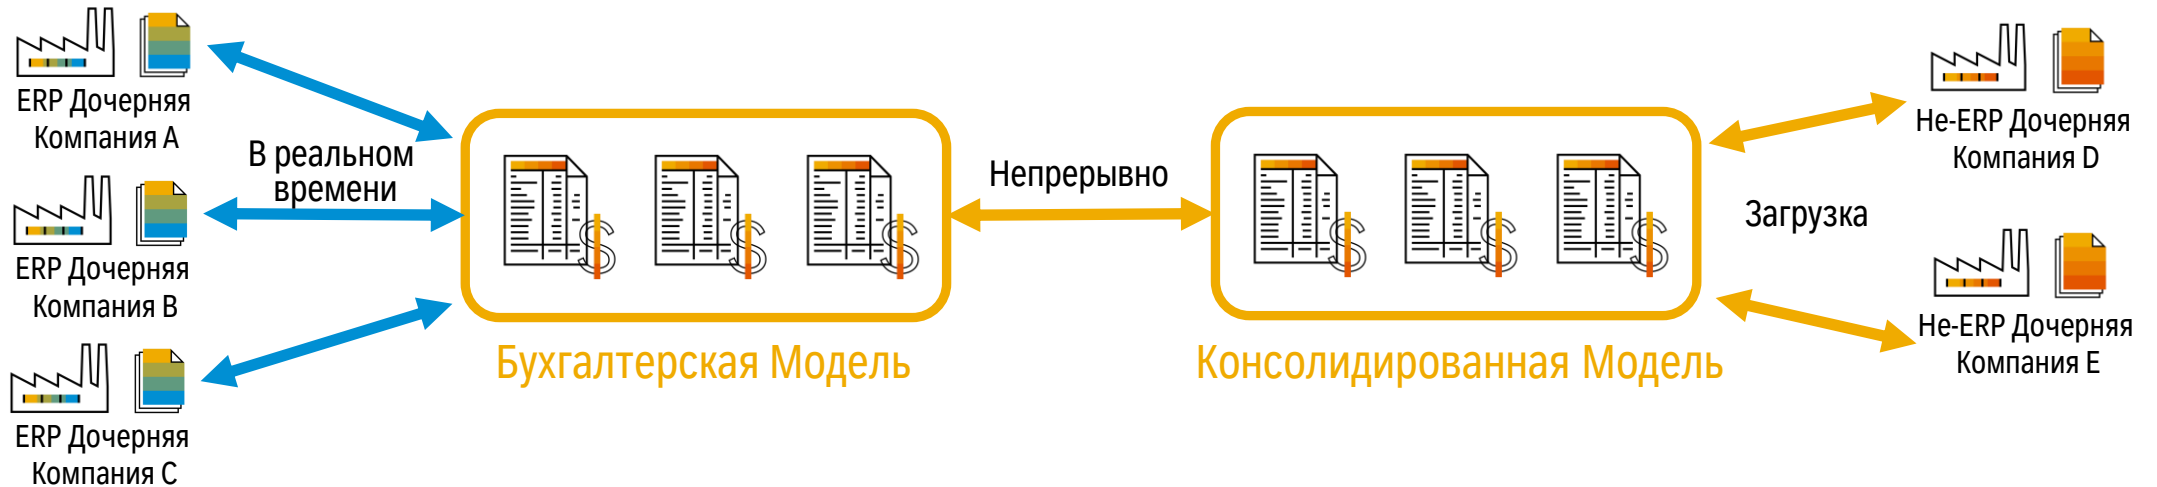 ERP Дочерняя
Компания A
ERP Дочерняя
Компания B
ERP Дочерняя
Компания C
В реальном
времени
Бухгалтерская Модель
Непрерывно
Консолидированная Модель
Загрузка
Не-ERP Дочерняя
Компания D
Не-ERP Дочерняя
Компания E